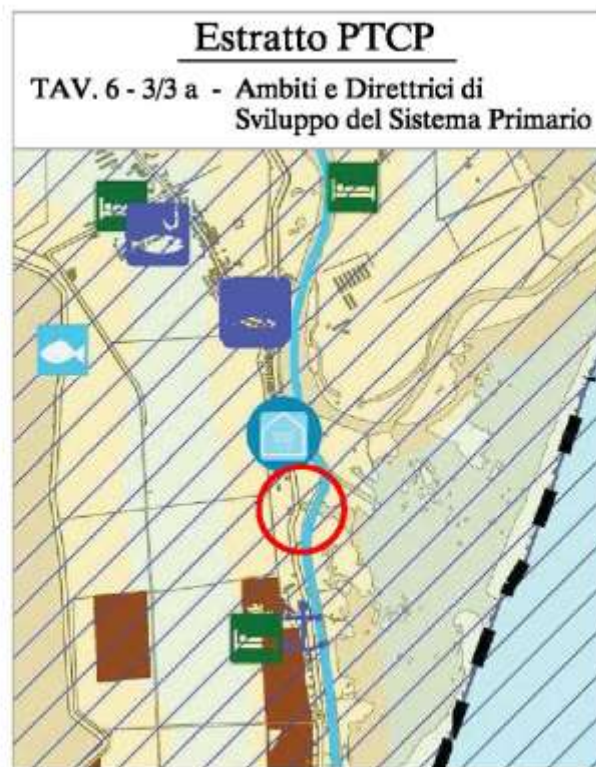 Estratto PTCP
TAV. 6 - 3/3 a - Ambiti e Direttrici di
Sviluppo del Sistema Primario